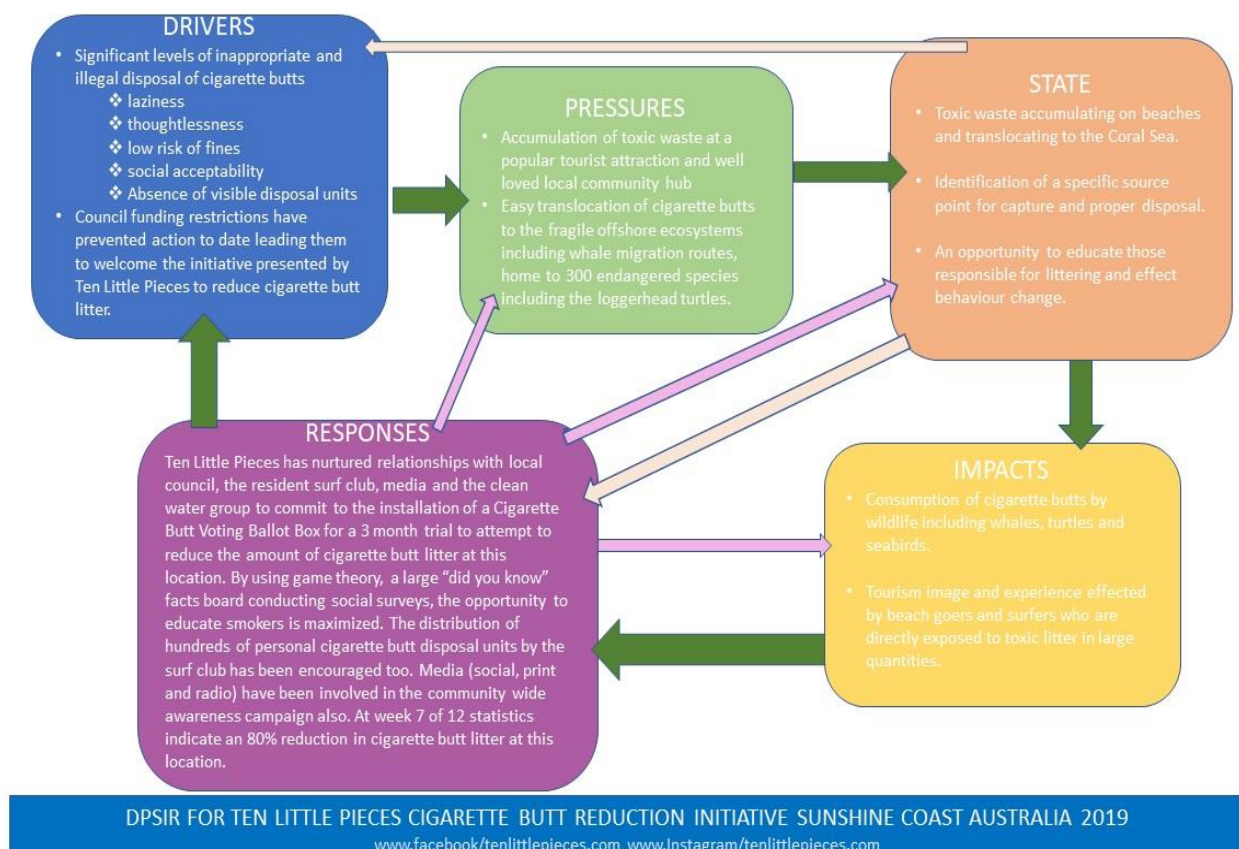 DRIVERS
• Significant levels of inappropriate and
illegal disposal of cigarette butts
❖ laziness
❖ thoughtlessness
❖ low risk of fines
❖ social acceptability
❖ Absence of visible disposal units
• Council funding restrictions have
prevented action to date leading them
to welcome the initiative presented by
Ten Little Pieces to reduce cigarette butt
litter.
PRESSURES
• Accumulation of toxic waste at a
popular tourist attraction and well
loved local community hub
• Easy translocation of cigarette butts
to the fragile offshore ecosystems
including whale migration routes,
home to 300 endangered species
including the loggerhead turtles.
STATE
• Toxic waste accumulating on beaches
and translocating to the Coral Sea.
• Identification of a specific source
point for capture and proper disposal.
• An opportunity to educate those
responsible for littering and effect
behaviour change.
RESPONSES
Ten Little Pieces has nurtured relationships with local
council, the resident surf club, media and the clean
water group to commit to the installation of a Cigarette
Butt Voting Ballot Box for a 3 month trial to attempt to
reduce the amount of cigarette butt litter at this
location. By using game theory, a large “did you know”
facts board conducting social surveys, the opportunity to
educate smokers is maximized. The distribution of
hundreds of personal cigarette butt disposal units by the
surf club has been encouraged too. Media (social, print
and radio) have been involved in the community wide
awareness campaign also. At week 7 of 12 statistics
indicate an 80% reduction in cigarette butt litter at this
location.
IMPACTS
• Consumption of cigarette butts by
wildlife including whales, turtles and
seabirds.
• Tourism image and experience effected
by beach goers and surfers who are
directly exposed to toxic litter in large
quantities.
DPSIR FOR TEN LITTLE PIECES CIGARETTE BUTT REDUCTION INITIATIVE SUNSHINE COAST AUSTRALIA 2019
www.facebook/tenlittlepieces.com www.Instagram/tenlittlepieces.com